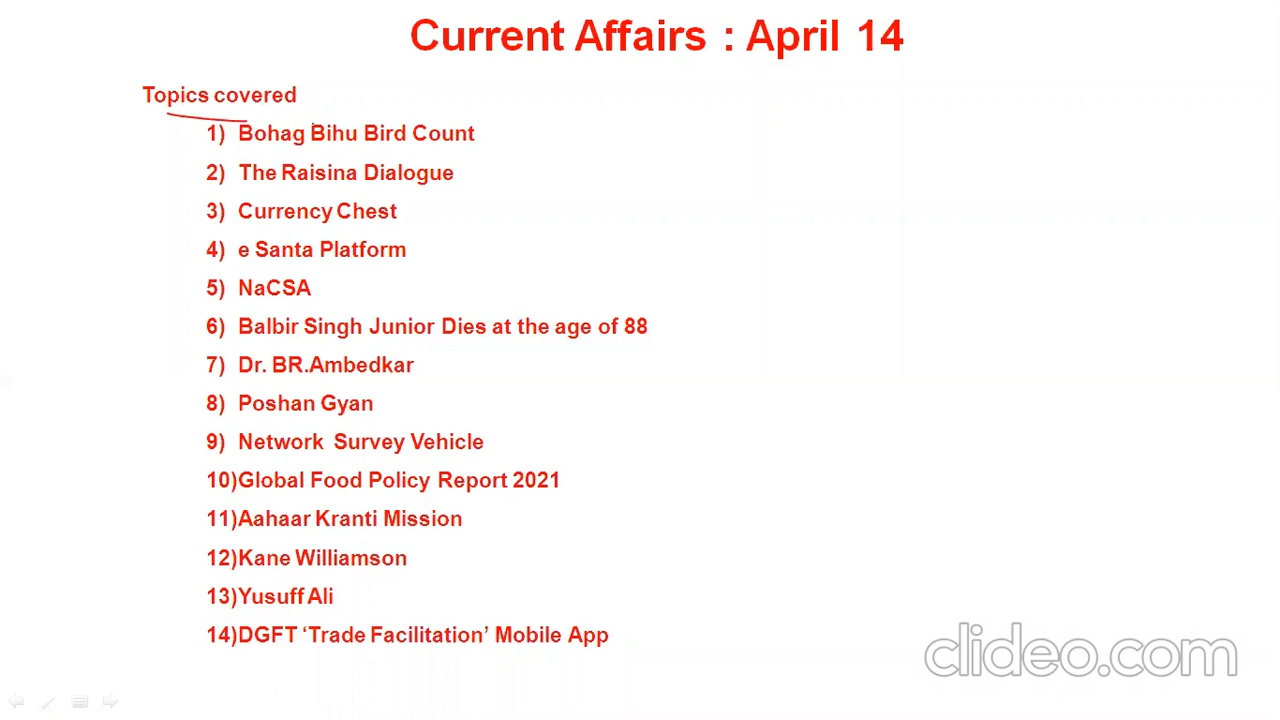 Current Affairs : April 14
Topics covered
1) Bohag Bihu Bird Count
2) The Raisina Dialogue
3) Currency Chest
4) e Santa Platform
5) NaCSA
6) Balbir Singh Junior Dies at the age of 88
7) Dr. BR.Ambedkar
8) Poshan Gyan
9) Network Survey Vehicle
10)Global Food Policy Report 2021
11)Aahaar Kranti Mission
12)Kane Williamson
13)Yusuff Ali
14)DGFT ‘Trade Facilitation’ Mobile App
clideo.com